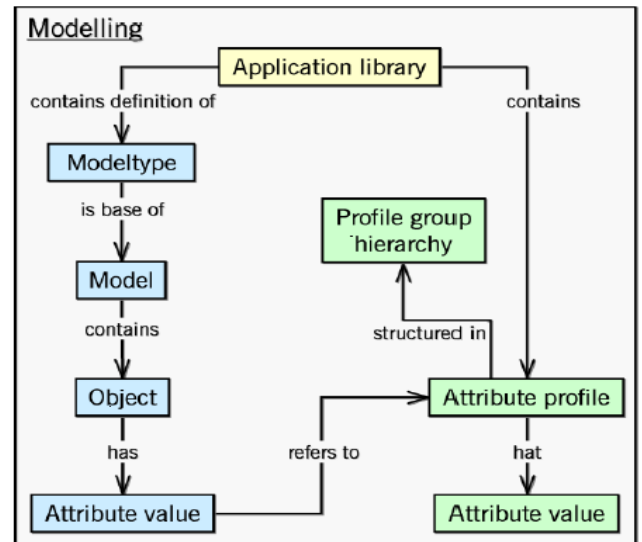 Modelling
Application library
contains definition of
contains
Modeltype
is base of
Profile group
hierarchy
Model
contains
structured in
Object
Attribute profile
has
refers to
hat
Attribute value
Attribute value